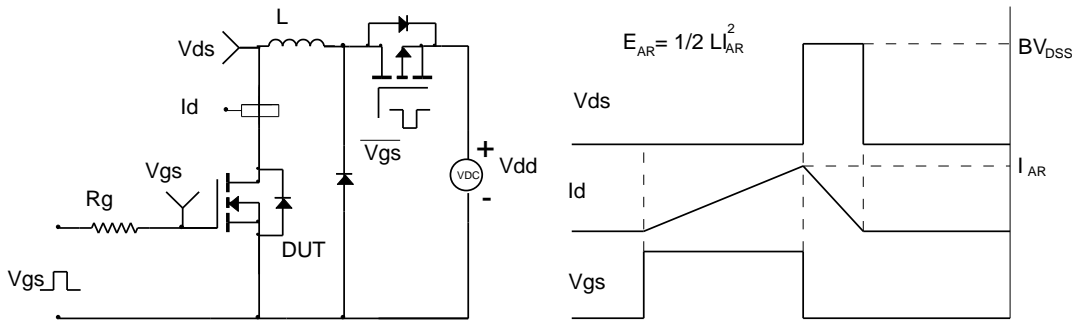 L
Vds
Id
Vgs
Vgs
+
VDC
Vdd
-
Vgs
Rg
DUT
Vgs
E_AR = 1/2 LI_AR^2
BV_DSS
Vds
I_AR
Id
Vgs